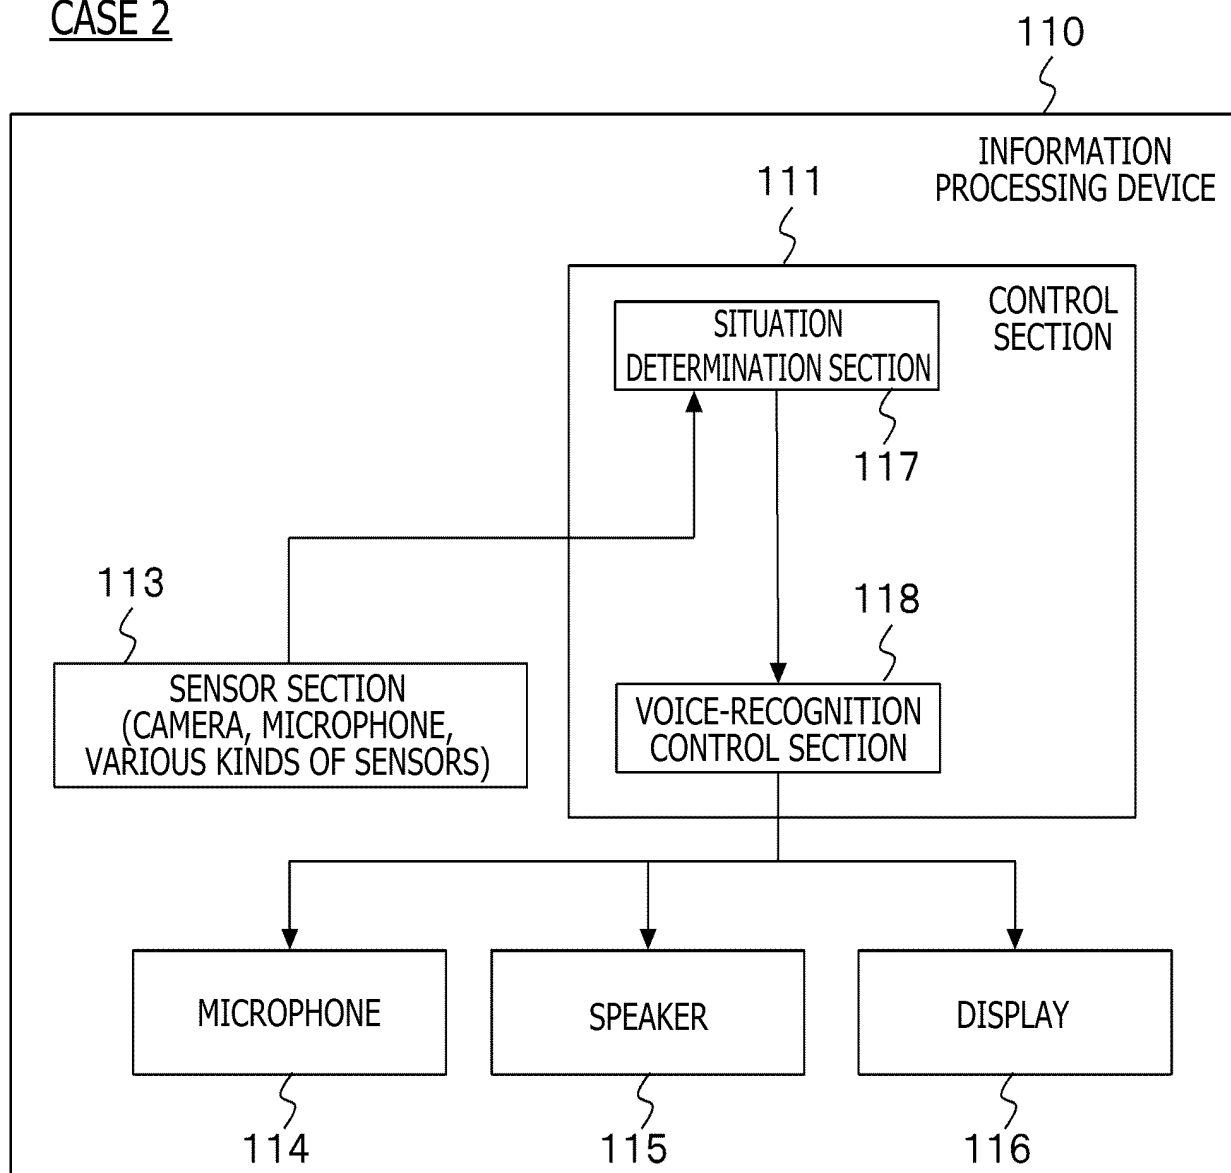 CASE 2
110
INFORMATION
PROCESSING DEVICE
111
CONTROL
SECTION
SITUATION
DETERMINATION SECTION
117
113
118
SENSOR SECTION
(CAMERA, MICROPHONE,
VARIOUS KINDS OF SENSORS)
VOICE-RECOGNITION
CONTROL SECTION
MICROPHONE
SPEAKER
DISPLAY
114
115
116